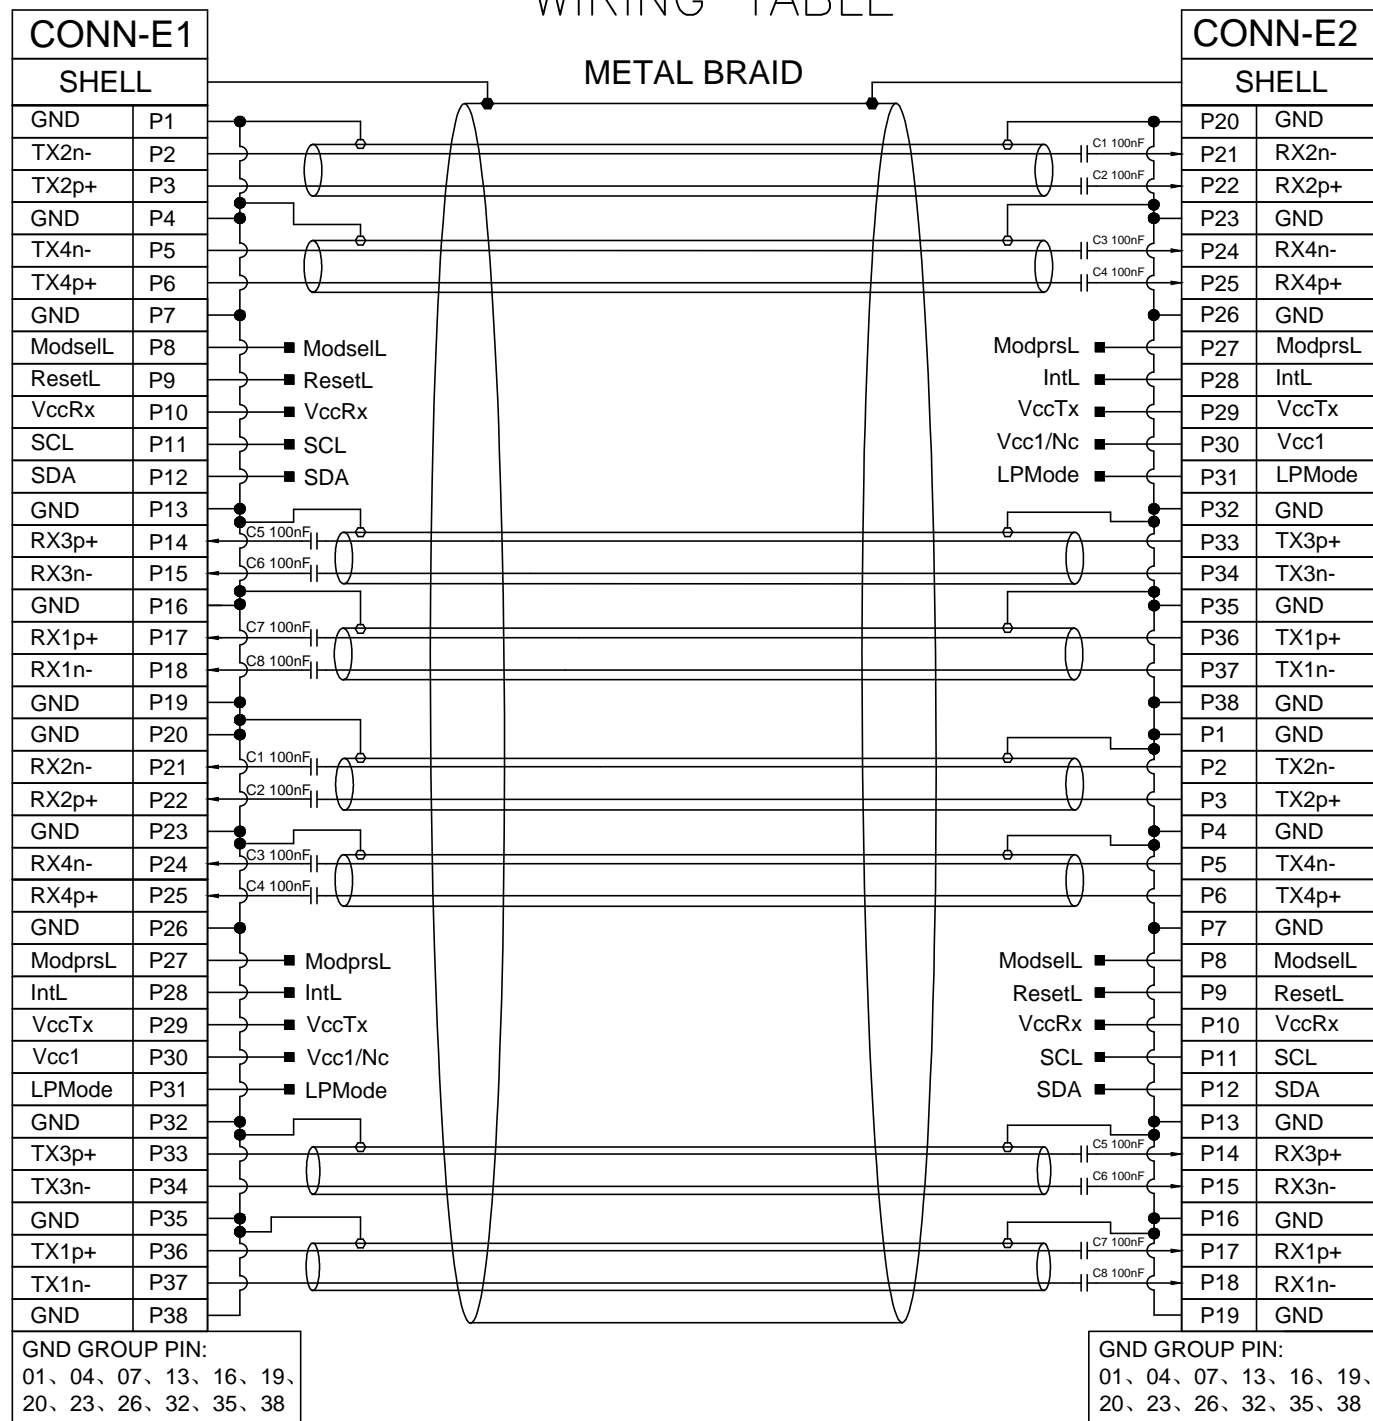 WIRING TABLE
CONN-E1 CONN-E2
SHELL METAL BRAID SHELL
GND P1 P20 GND
TX2n- P2 C1 100nF P21 RX2n-
TX2p+ P3 C2 100nF P22 RX2p+
GND P4 P23 GND
TX4n- P5 C3 100nF P24 RX4n-
TX4p+ P6 C4 100nF P25 RX4p+
GND P7 P26 GND
ModselL P8 ModselL ModprsL P27 ModprsL
ResetL P9 ResetL IntL P28 IntL
VccRx P10 VccRx VccTx P29 VccTx
SCL P11 SCL Vcc1/Nc P30 Vcc1
SDA P12 SDA LPMode P31 LPMode
GND P13 P32 GND
RX3p+ P14 C5 100nF P33 TX3p+
RX3n- P15 C6 100nF P34 TX3n-
GND P16 P35 GND
RX1p+ P17 C7 100nF P36 TX1p+
RX1n- P18 C8 100nF P37 TX1n-
GND P19 P38 GND
GND P20 P1 GND
RX2n- P21 C1 100nF P2 TX2n-
RX2p+ P22 C2 100nF P3 TX2p+
GND P23 P4 GND
RX4n- P24 C3 100nF P5 TX4n-
RX4p+ P25 C4 100nF P6 TX4p+
GND P26 P7 GND
ModprsL P27 ModprsL ModselL P8 ModselL
IntL P28 IntL ResetL P9 ResetL
VccTx P29 VccTx VccRx P10 VccRx
Vcc1 P30 Vcc1/Nc SCL P11 SCL
LPMode P31 LPMode SDA P12 SDA
GND P32 P13 GND
TX3p+ P33 C5 100nF P14 RX3p+
TX3n- P34 C6 100nF P15 RX3n-
GND P35 P16 GND
TX1p+ P36 C7 100nF P17 RX1p+
TX1n- P37 C8 100nF P18 RX1n-
GND P38 P19 GND
GND GROUP PIN: GND GROUP PIN:
01、04、07、13、16、19、 01、04、07、13、16、19、
20、23、26、32、35、38 20、23、26、32、35、38